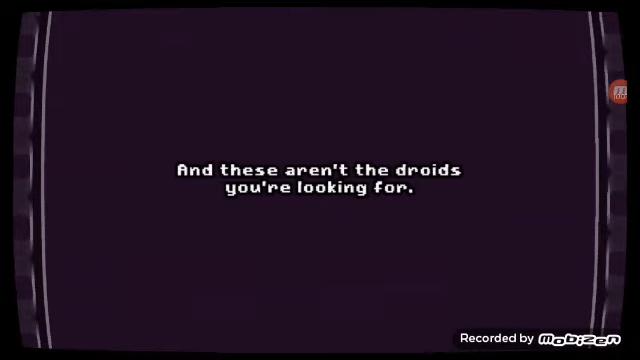 And these aren't the droids
you're looking for.
Recorded by Mobizen